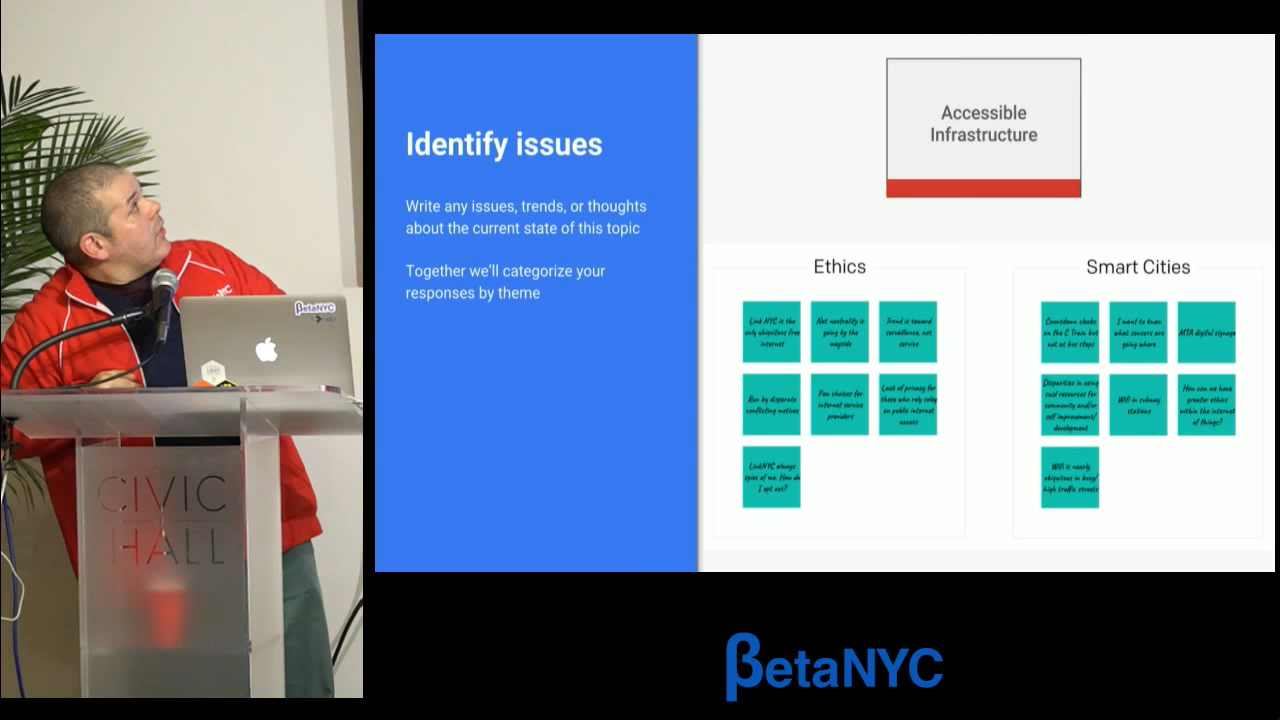 Identify issues
Write any issues, trends, or thoughts
about the current state of this topic
Together we'll categorize your
responses by theme
Accessible
Infrastructure
Ethics
Link NYC is the
only ubiquitous free
internet
Net neutrality is
going by the
wayside
Trend is toward
surveillance, not
service
Run by disparate
conflicting motives
Few choices for
internet service
providers
Lack of privacy for
those who rely solely
on public internet
access
LinkNYC always
spies of me. How do
I opt out?
Smart Cities
Countdown clocks
on the C Train but
not at bus stops
I want to know
what sensors are
going where
MTA digital signage
Disparities in using
said resources for
community and/or
self improvement/
development
Wifi in subway
stations
How can we have
greater ethics
within the internet
of things?
Wifi is nearly
ubiquitous in busy/
high traffic streets
βetaNYC
CIVIC
HALL
βetaNYC